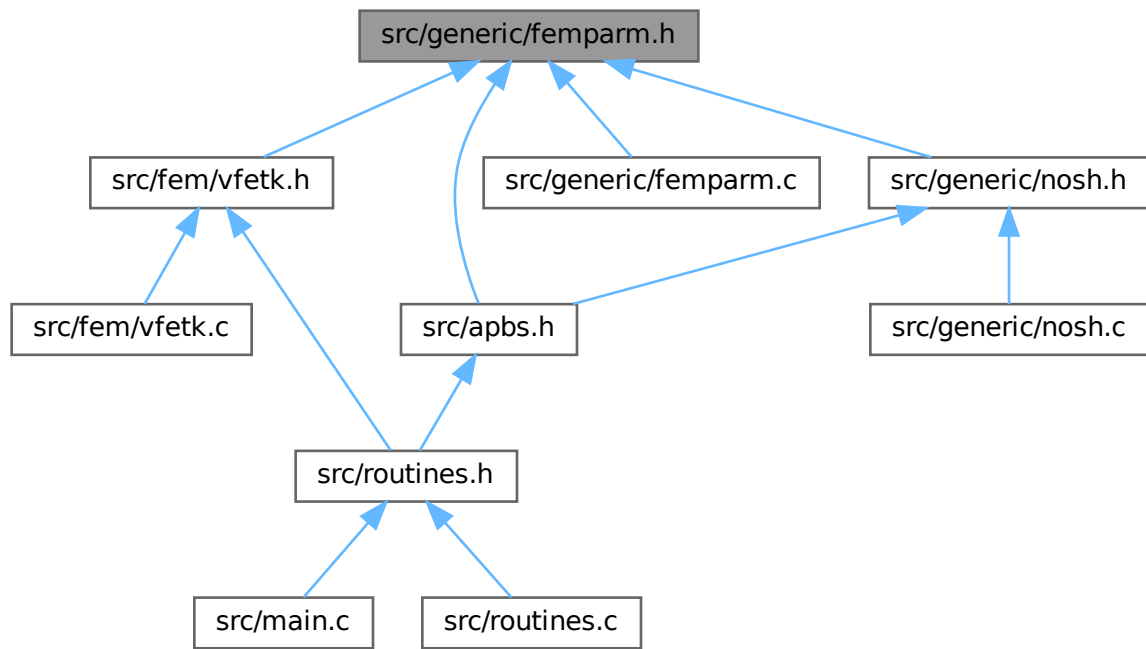 src/generic/femparm.h
src/fem/vfetk.h
src/generic/femparm.c
src/generic/nosh.h
src/fem/vfetk.c
src/apbs.h
src/generic/nosh.c
src/routines.h
src/main.c
src/routines.c